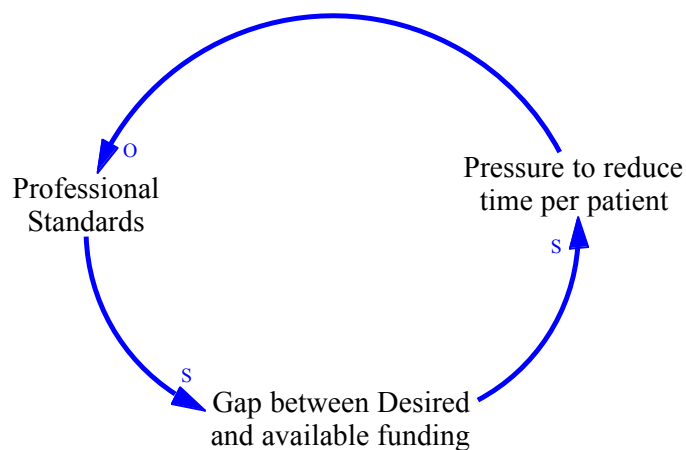 O
Professional
Standards
Pressure to reduce
time per patient
S
S
Gap between Desired
and available funding